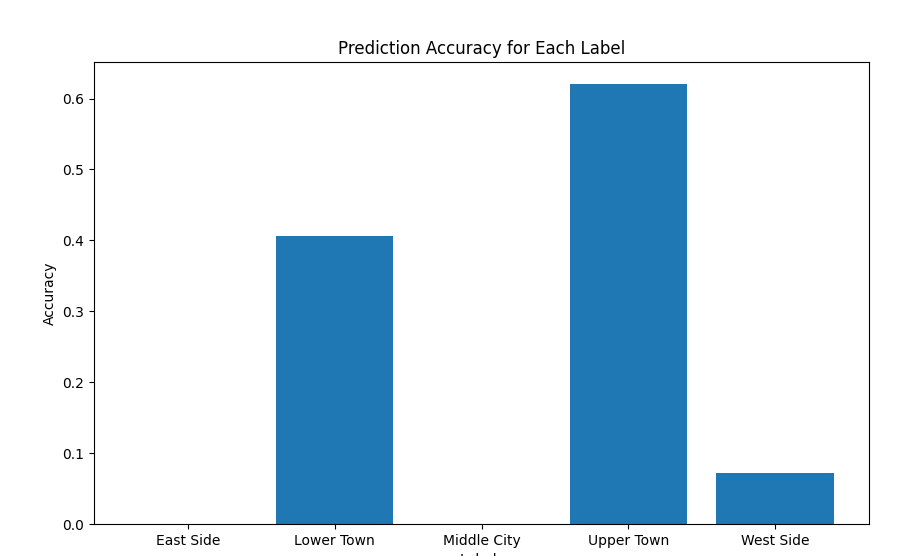 Prediction Accuracy for Each Label
Accuracy
0.6
0.5
0.4
0.3
0.2
0.1
0.0
East Side Lower Town Middle City Upper Town West Side